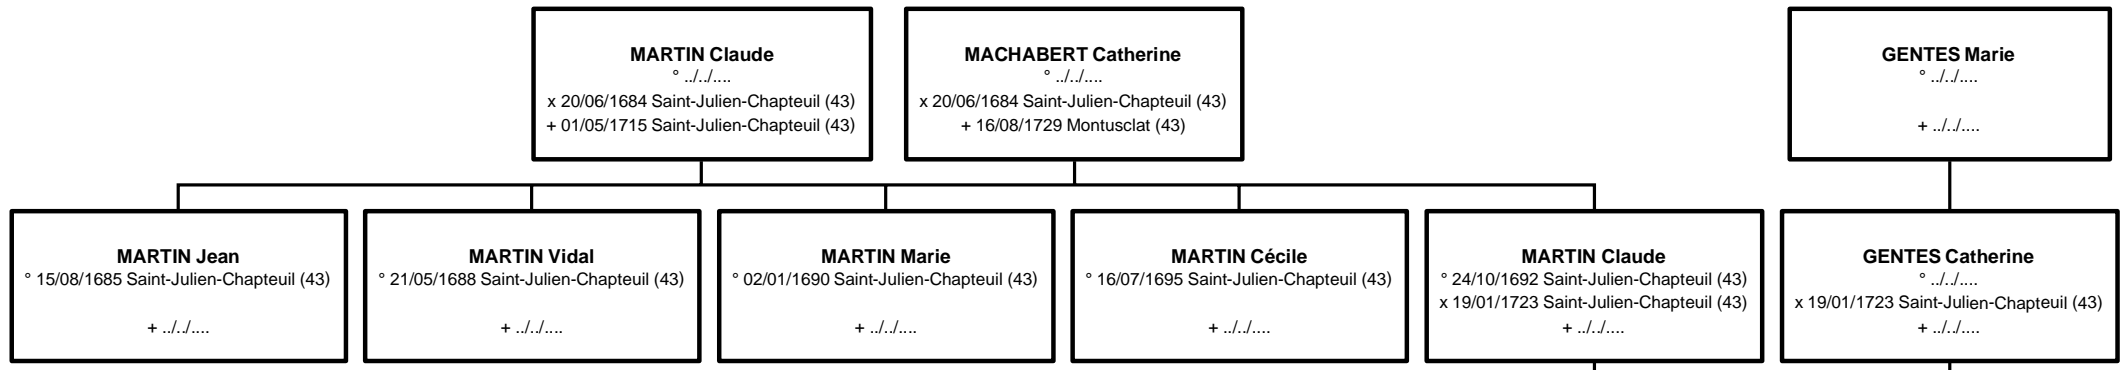 MARTIN Claude
° ../../....
x 20/06/1684 Saint-Julien-Chapteuil (43)
+ 01/05/1715 Saint-Julien-Chapteuil (43)
MACHABERT Catherine
° ../../....
x 20/06/1684 Saint-Julien-Chapteuil (43)
+ 16/08/1729 Montusclat (43)
GENTES Marie
° ../../....
+ ../../....
MARTIN Jean
° 15/08/1685 Saint-Julien-Chapteuil (43)
+ ../../....
MARTIN Vidal
° 21/05/1688 Saint-Julien-Chapteuil (43)
+ ../../....
MARTIN Marie
° 02/01/1690 Saint-Julien-Chapteuil (43)
+ ../../....
MARTIN Cécile
° 16/07/1695 Saint-Julien-Chapteuil (43)
+ ../../....
MARTIN Claude
° 24/10/1692 Saint-Julien-Chapteuil (43)
x 19/01/1723 Saint-Julien-Chapteuil (43)
+ ../../....
GENTES Catherine
° ../../....
x 19/01/1723 Saint-Julien-Chapteuil (43)
+ ../../....